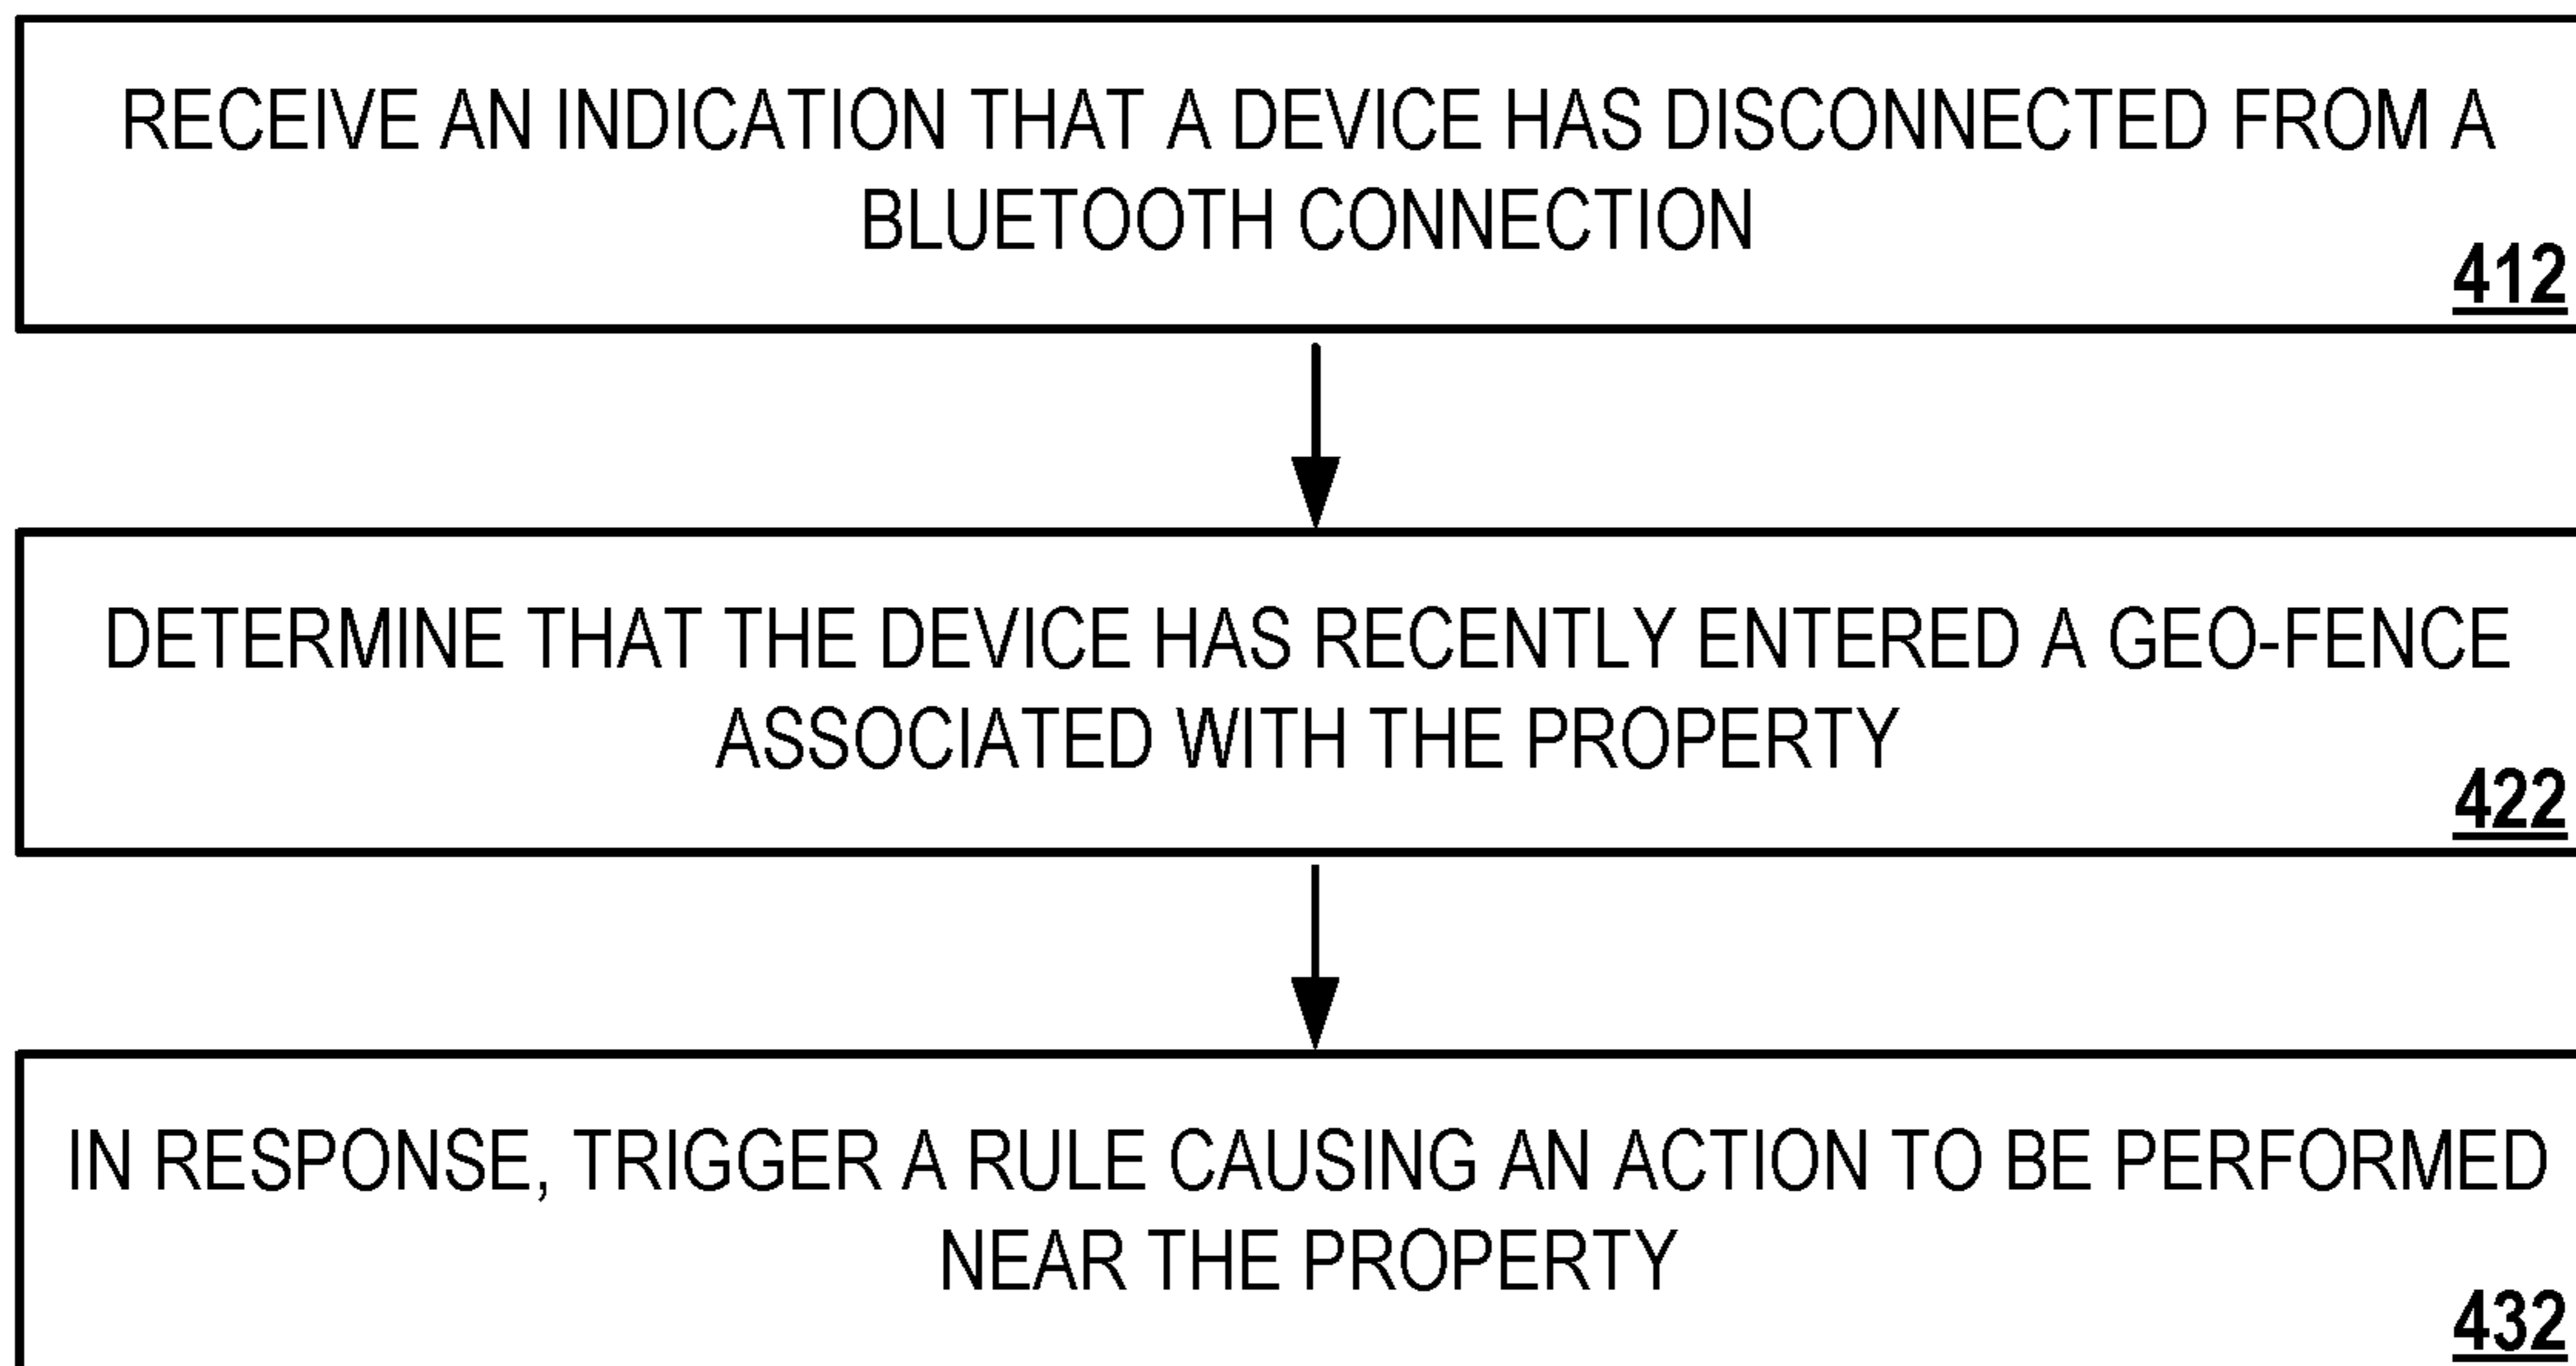 RECEIVE AN INDICATION THAT A DEVICE HAS DISCONNECTED FROM A
BLUETOOTH CONNECTION
412
DETERMINE THAT THE DEVICE HAS RECENTLY ENTERED A GEO-FENCE
ASSOCIATED WITH THE PROPERTY
422
IN RESPONSE, TRIGGER A RULE CAUSING AN ACTION TO BE PERFORMED
NEAR THE PROPERTY
432